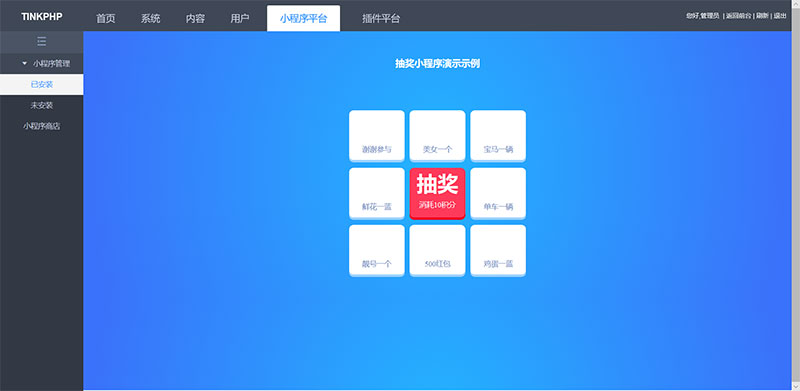 TINKPHP 首页 系统 内容 用户 小程序平台 插件平台 您好,管理员 | 返回前台 | 刷新 | 退出
小程序管理
已安装
未安装
小程序商店
抽奖小程序演示示例
谢谢参与 美女一个 宝马一辆
抽奖
鲜花一蓝 消耗10积分 单车一辆
靓号一个 500红包 鸡蛋一蓝